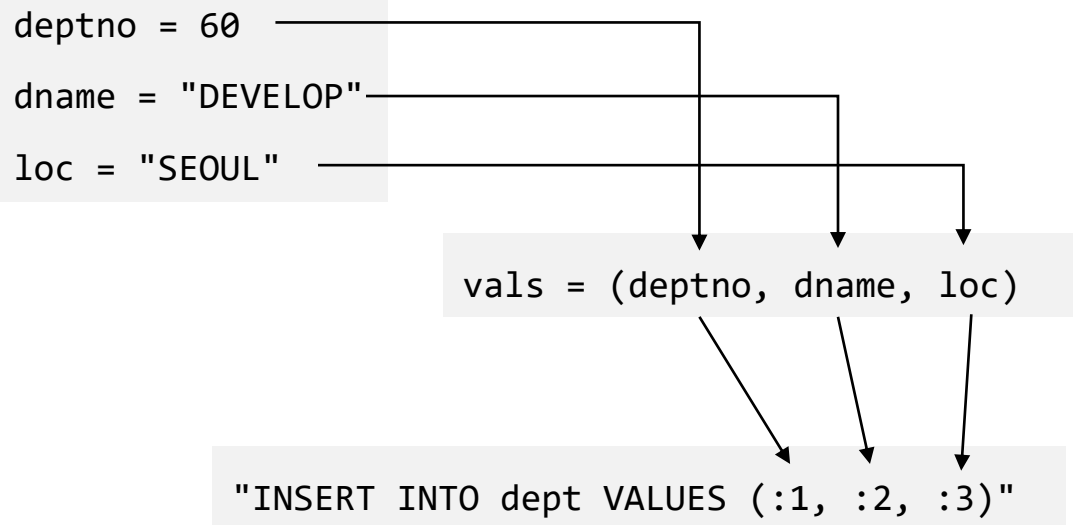 deptno = 60
dname = "DEVELOP"
loc = "SEOUL"
vals = (deptno, dname, loc)
"INSERT INTO dept VALUES (:1, :2, :3)"